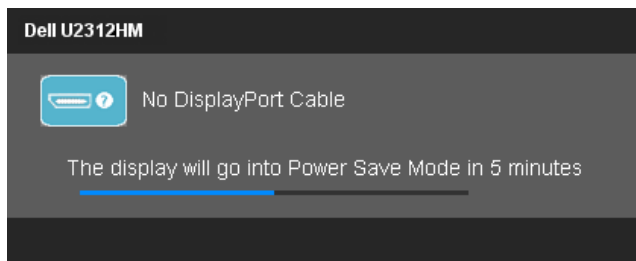 Dell U2312HM
No DisplayPort Cable
The display will go into Power Save Mode in 5 minutes